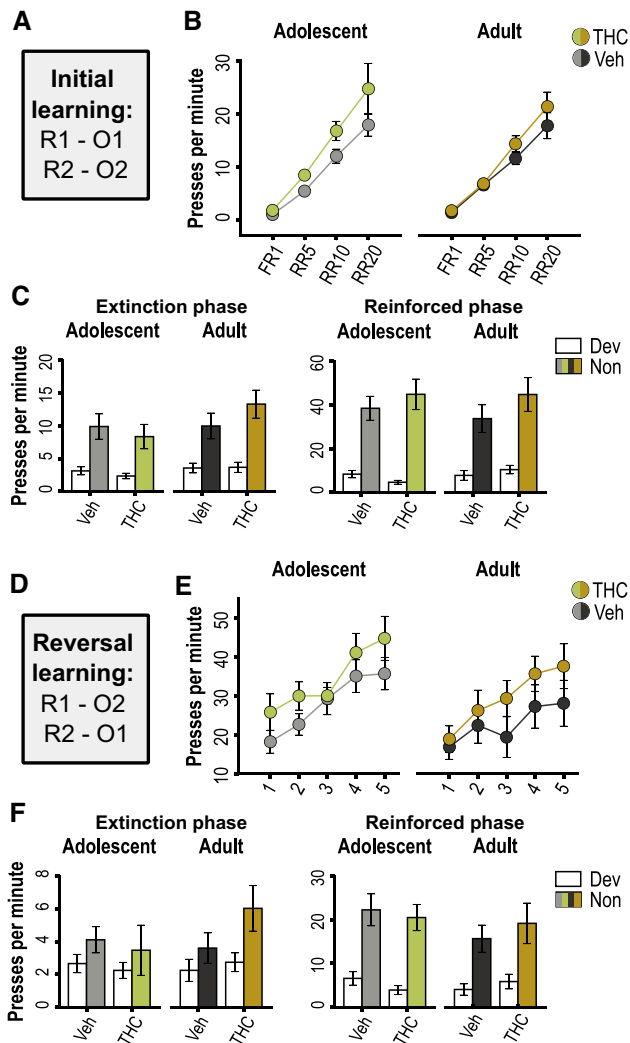 A
Initial
learning:
R1 - O1
R2 - O2
B
Adolescent
Adult
THC
Veh
Presses per minute
30
20
10
0
FR1
RR5
RR10
RR20
FR1
RR5
RR10
RR20
C
Extinction phase
Adolescent
Adult
Reinforced phase
Adolescent
Adult
Dev
Non
Presses per minute
20
15
10
5
0
Veh
THC
Veh
THC
60
40
20
0
Veh
THC
Veh
THC
D
Reversal
learning:
R1 - O2
R2 - O1
E
Adolescent
Adult
THC
Veh
Presses per minute
50
40
30
20
10
1
2
3
4
5
1
2
3
4
5
F
Extinction phase
Adolescent
Adult
Reinforced phase
Adolescent
Adult
Dev
Non
Presses per minute
8
6
4
2
0
Veh
THC
Veh
THC
30
20
10
0
Veh
THC
Veh
THC